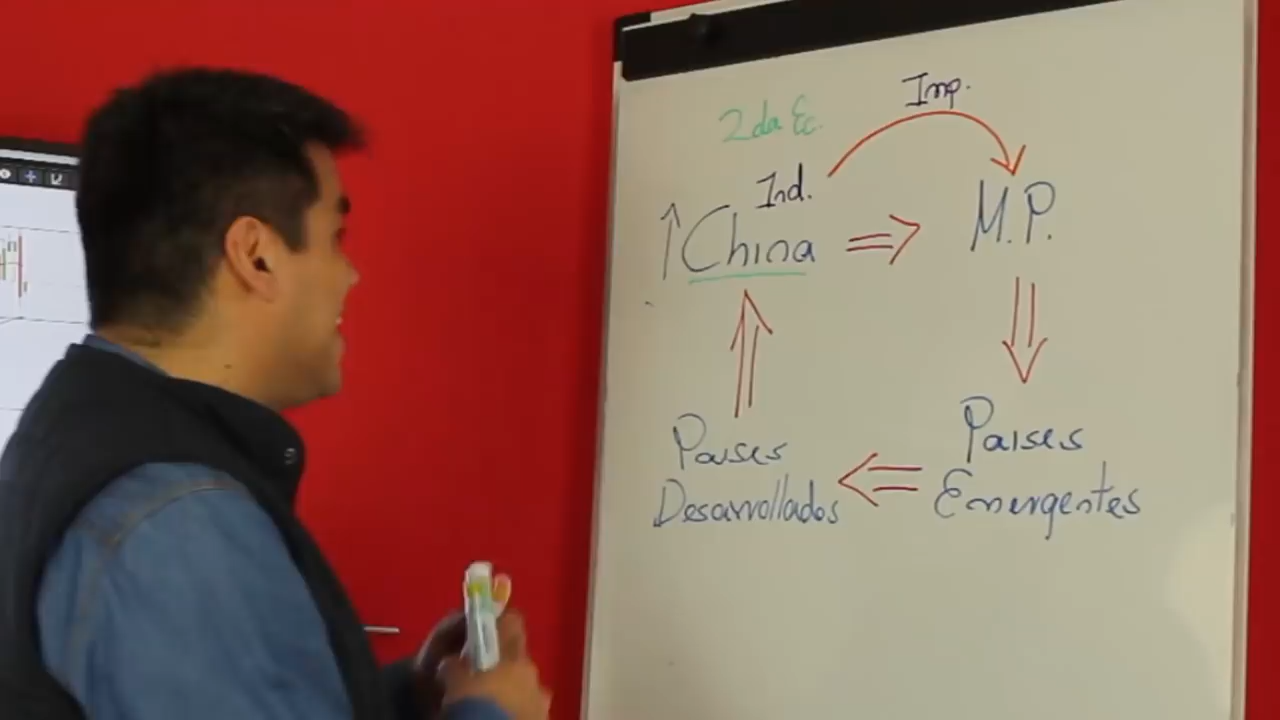 Imp.
2da Ec.
Ind.
China
M.P.
Paises
Desarrollados
Paises
Emergentes